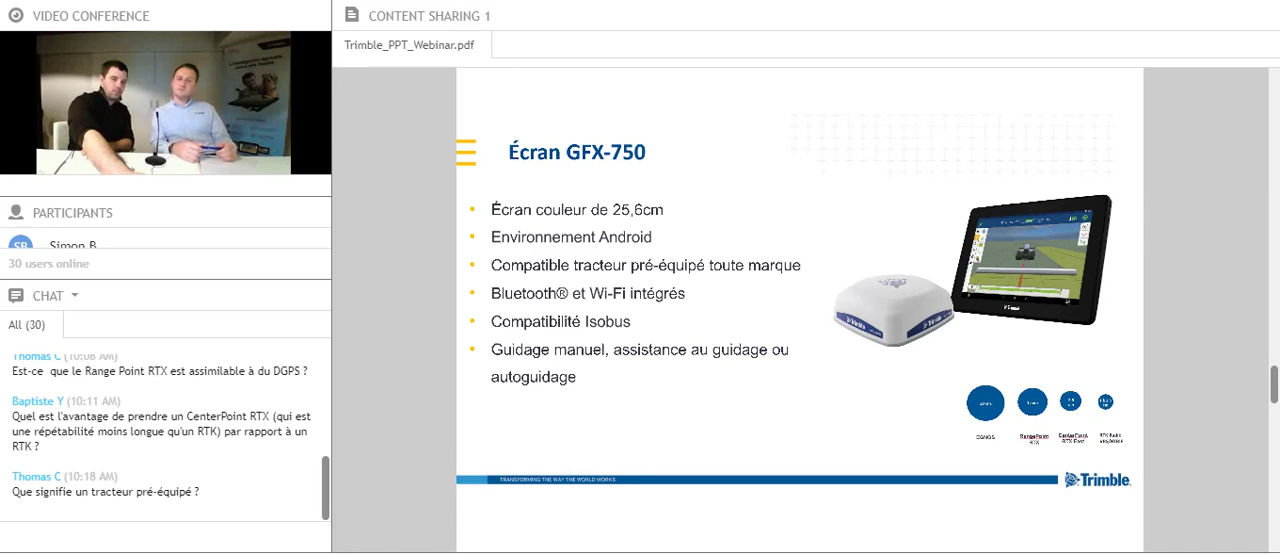 VIDEO CONFERENCE
PARTICIPANTS
SB Simon B
30 users online
CHAT
All (30)
Thomas C (10:08 AM)
Est-ce que le Range Point RTX est assimilable à du DGPS ?
Baptiste Y (10:11 AM)
Quel est l'avantage de prendre un CenterPoint RTX (qui est
une répétabilité moins longue qu'un RTK) par rapport à un
RTK ?
Thomas C (10:18 AM)
Que signifie un tracteur pré-équipé ?
CONTENT SHARING 1
Trimble_PPT_Webinar.pdf
Écran GFX-750
• Écran couleur de 25,6cm
• Environnement Android
• Compatible tracteur pré-équipé toute marque
• Bluetooth® et Wi-Fi intégrés
• Compatibilité Isobus
• Guidage manuel, assistance au guidage ou
autoguidage
Trimble
Trimble
RangePoint
RTX
CenterPoint
RTX Fast
TRANSFORMING THE WAY THE WORLD WORKS
Trimble